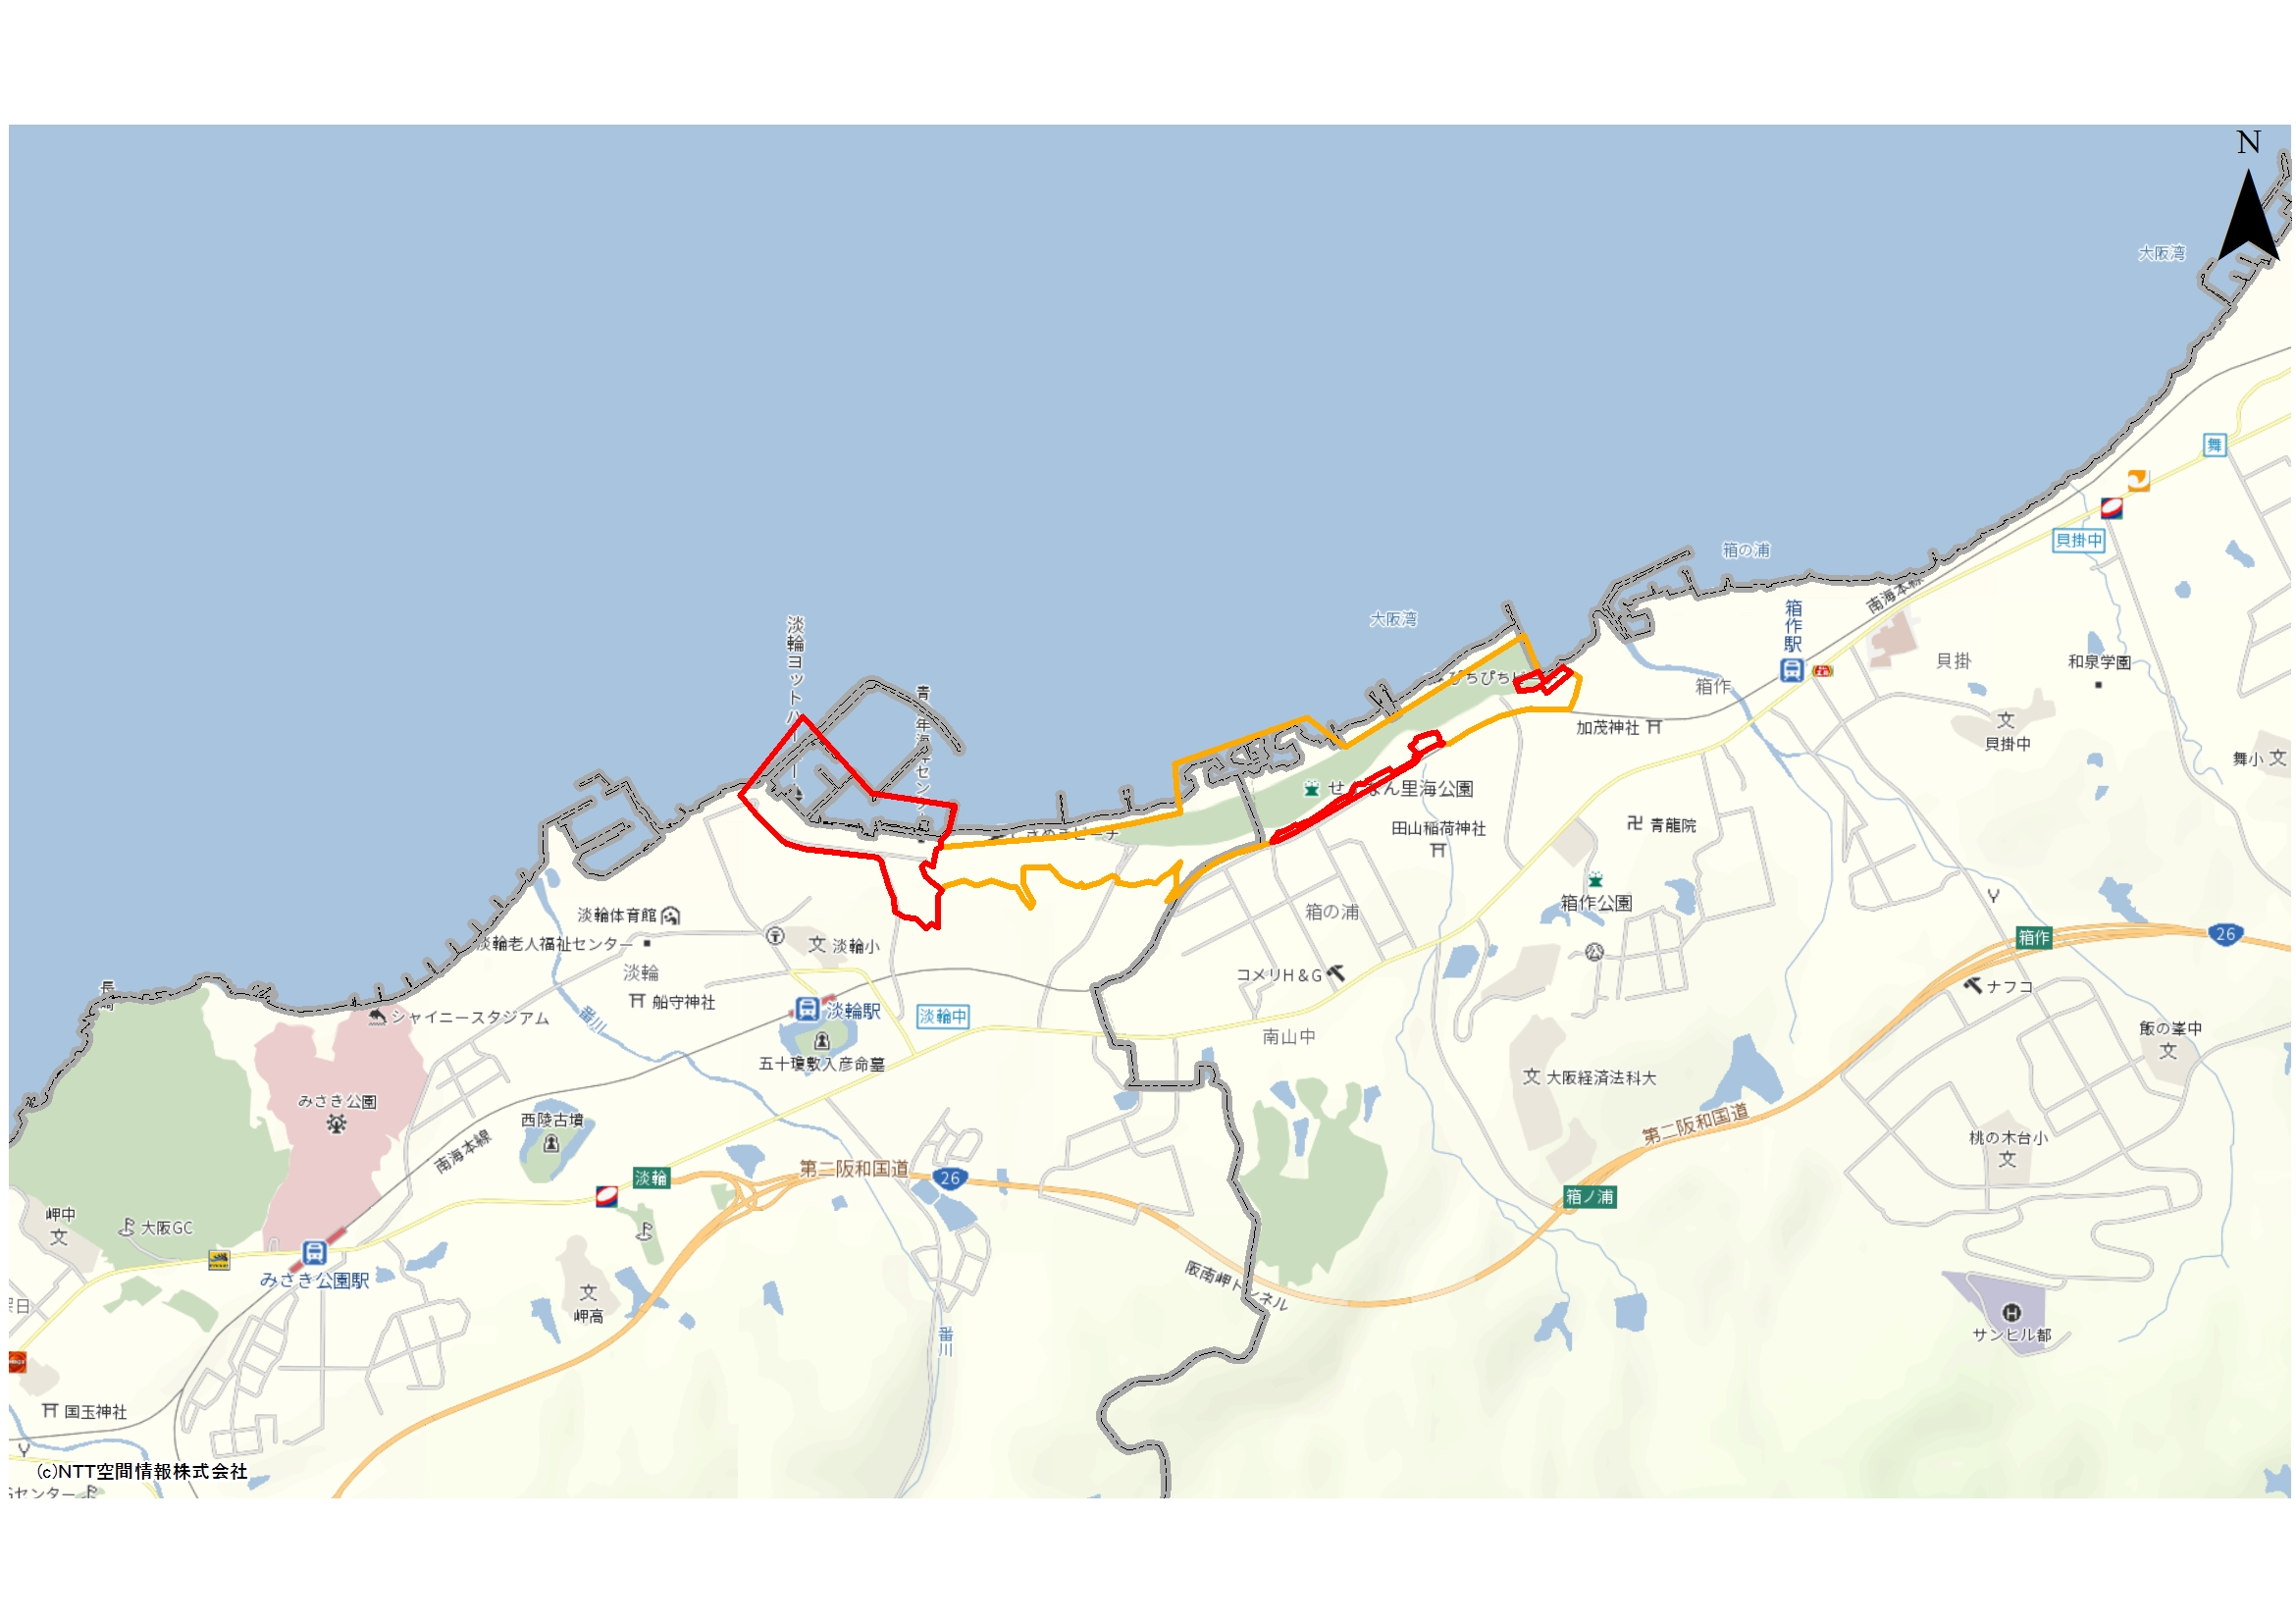 N
大阪湾
舞
貝掛中
箱の浦
大阪湾
南海本線
箱作駅
淡輪ヨットハーバー
貝掛
和泉学園
箱作
加茂神社
文
貝掛中
舞小 文
せんなん里海公園
田山稲荷神社
青龍院
箱作公園
箱の浦
淡輪体育館
淡輪老人福祉センター
文 淡輪小
淡輪
箱作
26
コメリH&G
ナフコ
船守神社
番川
淡輪駅
淡輪中
シャイニースタジアム
南山中
飯の峯中
文
五十瓊敷入彦命墓
文 大阪経済法科大
みさき公園
西陵古墳
南海本線
第二阪和国道
桃の木台小
文
淡輪
第二阪和国道
26
箱ノ浦
岬中
文
大阪GC
みさき公園駅
阪南岬トンネル
文
岬高
番川
サンヒル都
国玉神社
(c)NTT空間情報株式会社
センター